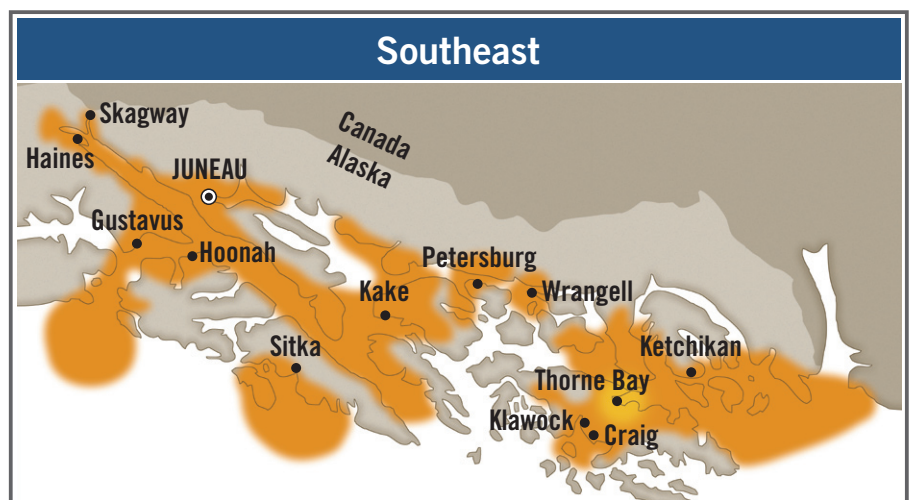 Southeast
Skagway
Canada
Alaska
Haines
JUNEAU
Gustavus
Hoonah
Petersburg
Kake
Wrangell
Sitka
Ketchikan
Thorne Bay
Klawock
Craig